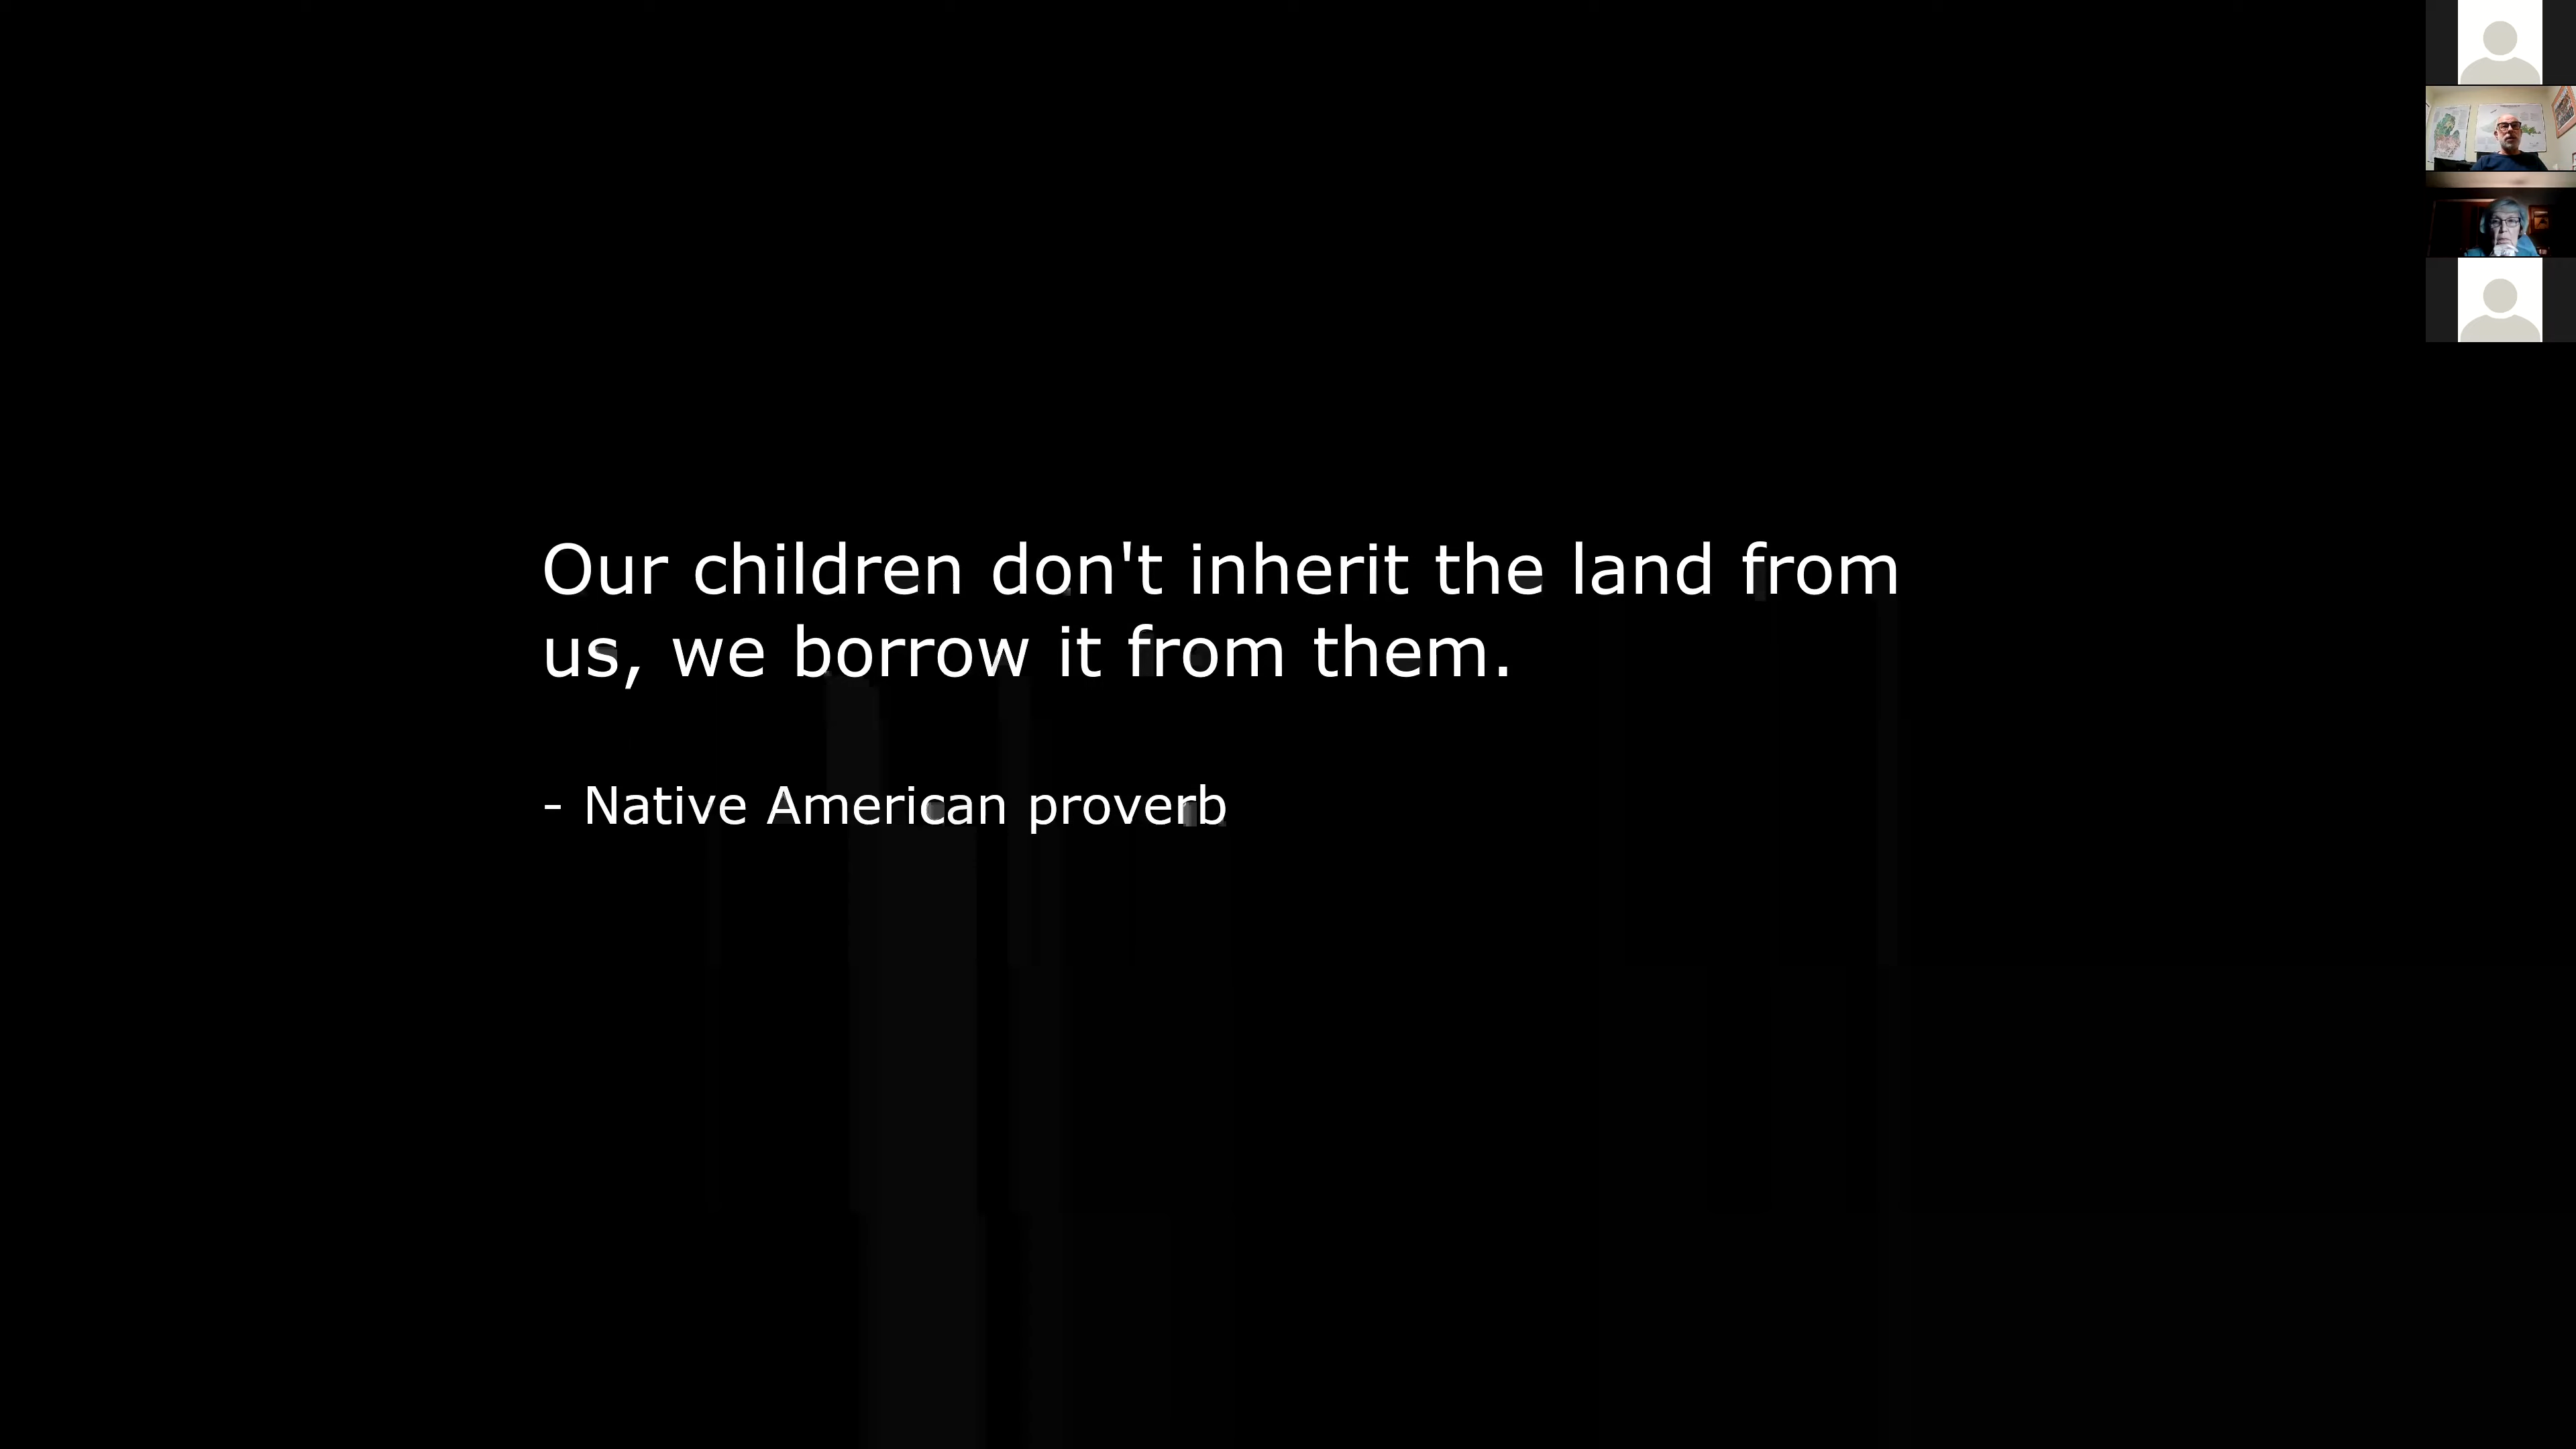 Our children don't inherit the land from
us, we borrow it from them.
- Native American proverb